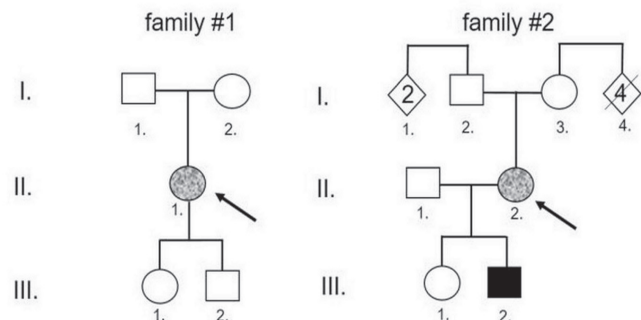 family #1
family #2
I.
1.
2.
I.
2
1.
2.
3.
4
4.
II.
1.
II.
1.
2.
III.
1.
2.
III.
1.
2.